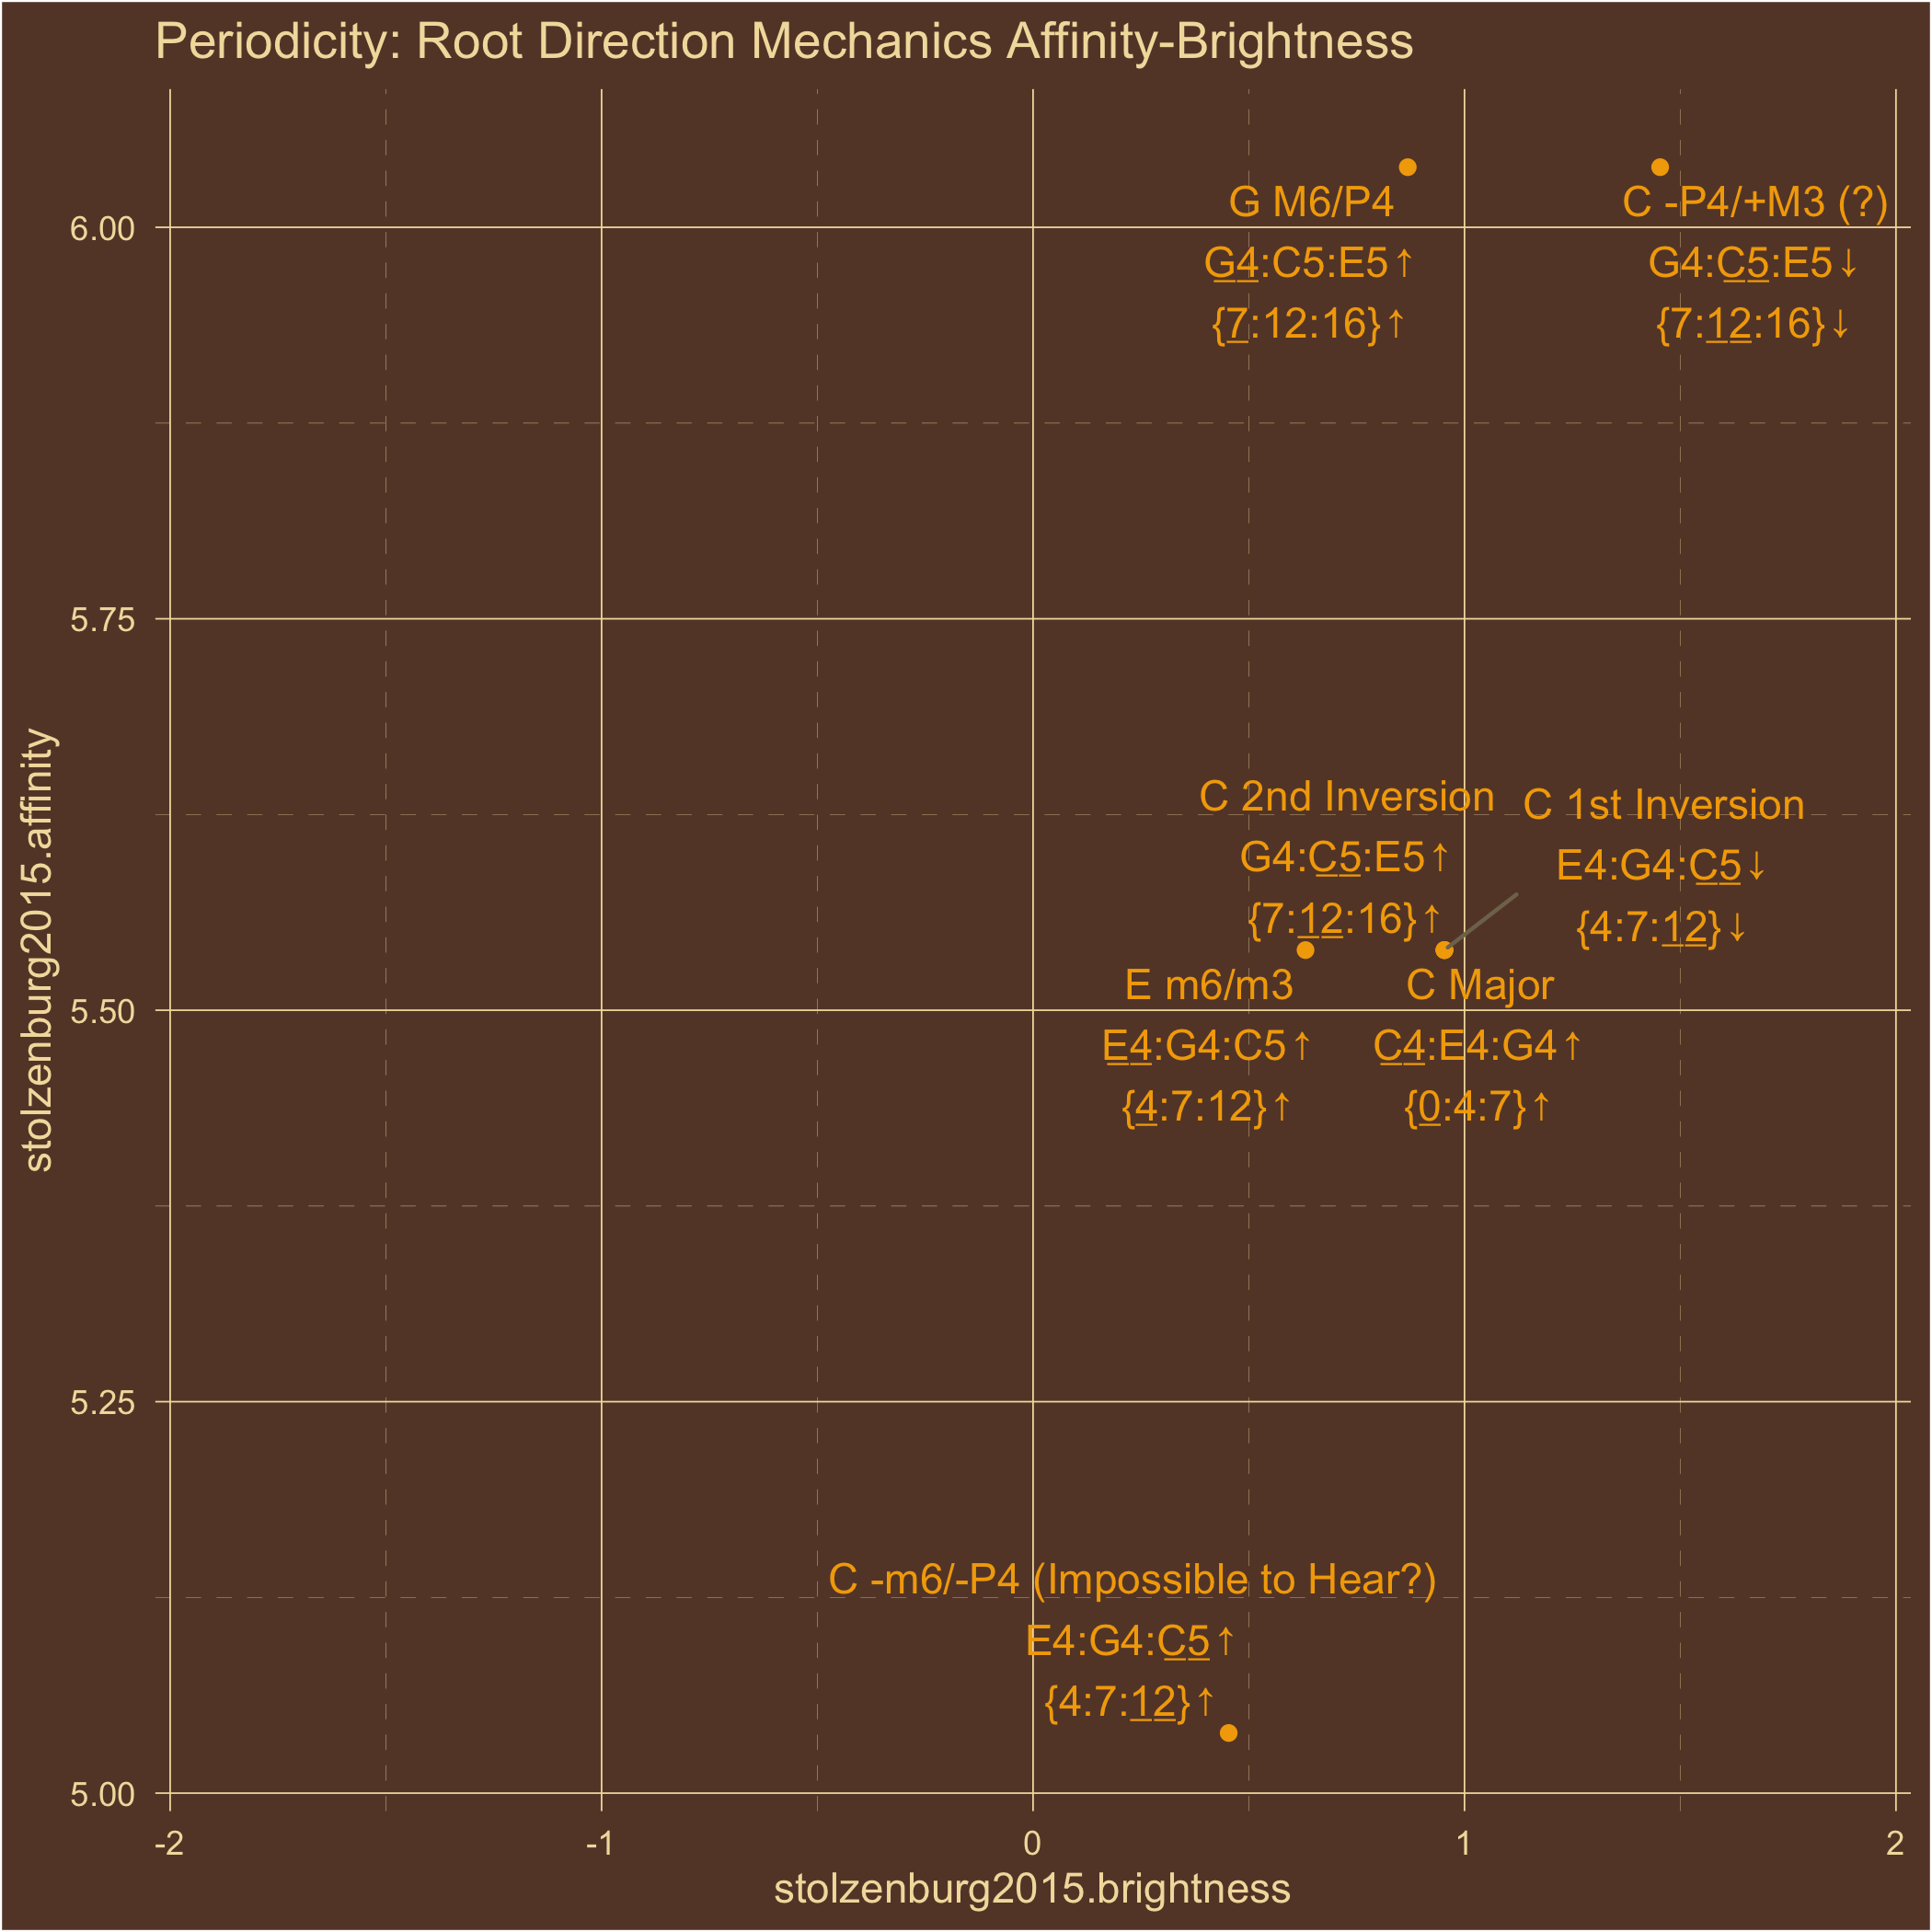 Periodicity: Root Direction Mechanics Affinity-Brightness
G M6/P4
G4:C5:E5↑
{7:12:16}↑
C -P4/+M3 (?)
G4:C5:E5↓
{7:12:16}↓
C 2nd Inversion
G4:C5:E5↑
{7:12:16}↑
C 1st Inversion
E4:G4:C5↓
{4:7:12}↓
E m6/m3
E4:G4:C5↑
{4:7:12}↑
C Major
C4:E4:G4↑
{0:4:7}↑
C -m6/-P4 (Impossible to Hear?)
E4:G4:C5↑
{4:7:12}↑
stolzenburg2015.affinity
6.00
5.75
5.50
5.25
5.00
-2
-1
0
1
2
stolzenburg2015.brightness